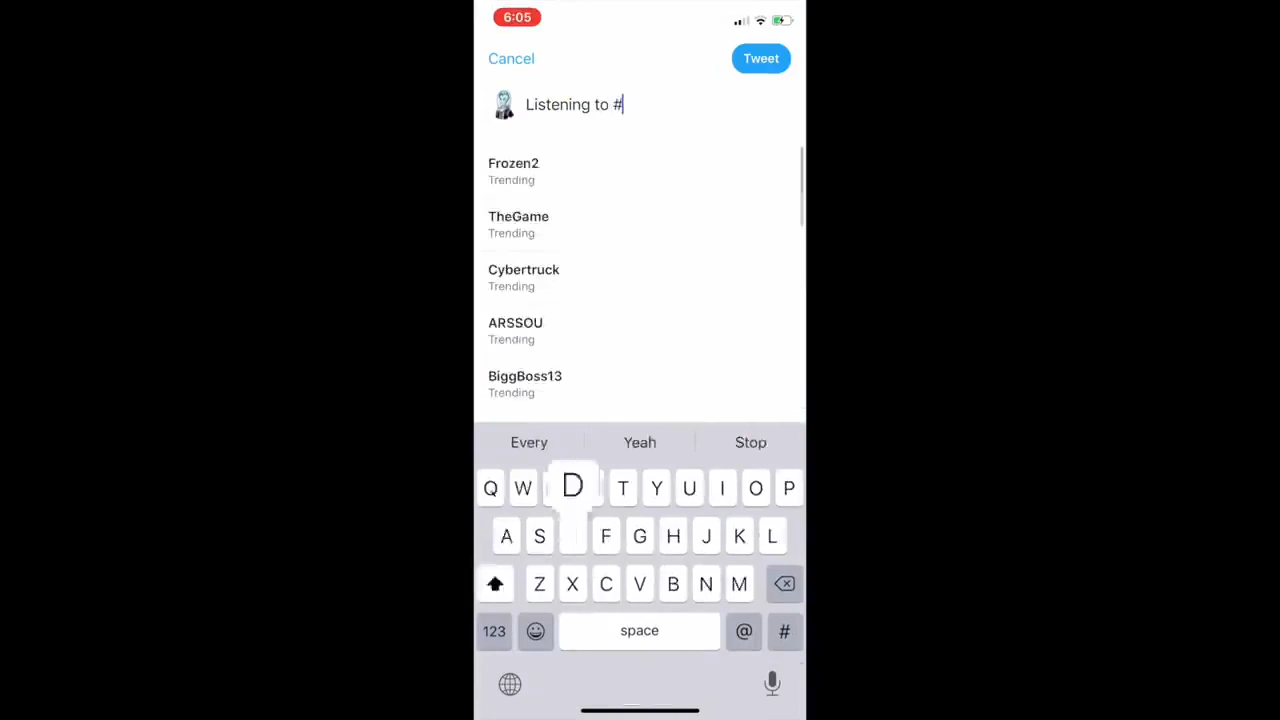 6:05
Cancel
Tweet
Listening to #
Frozen2
Trending
TheGame
Trending
Cybertruck
Trending
ARSSOU
Trending
BiggBoss13
Trending
Every Yeah Stop
Q W D T Y U I O P
A S F G H J K L
Z X C V B N M
123 space @ #